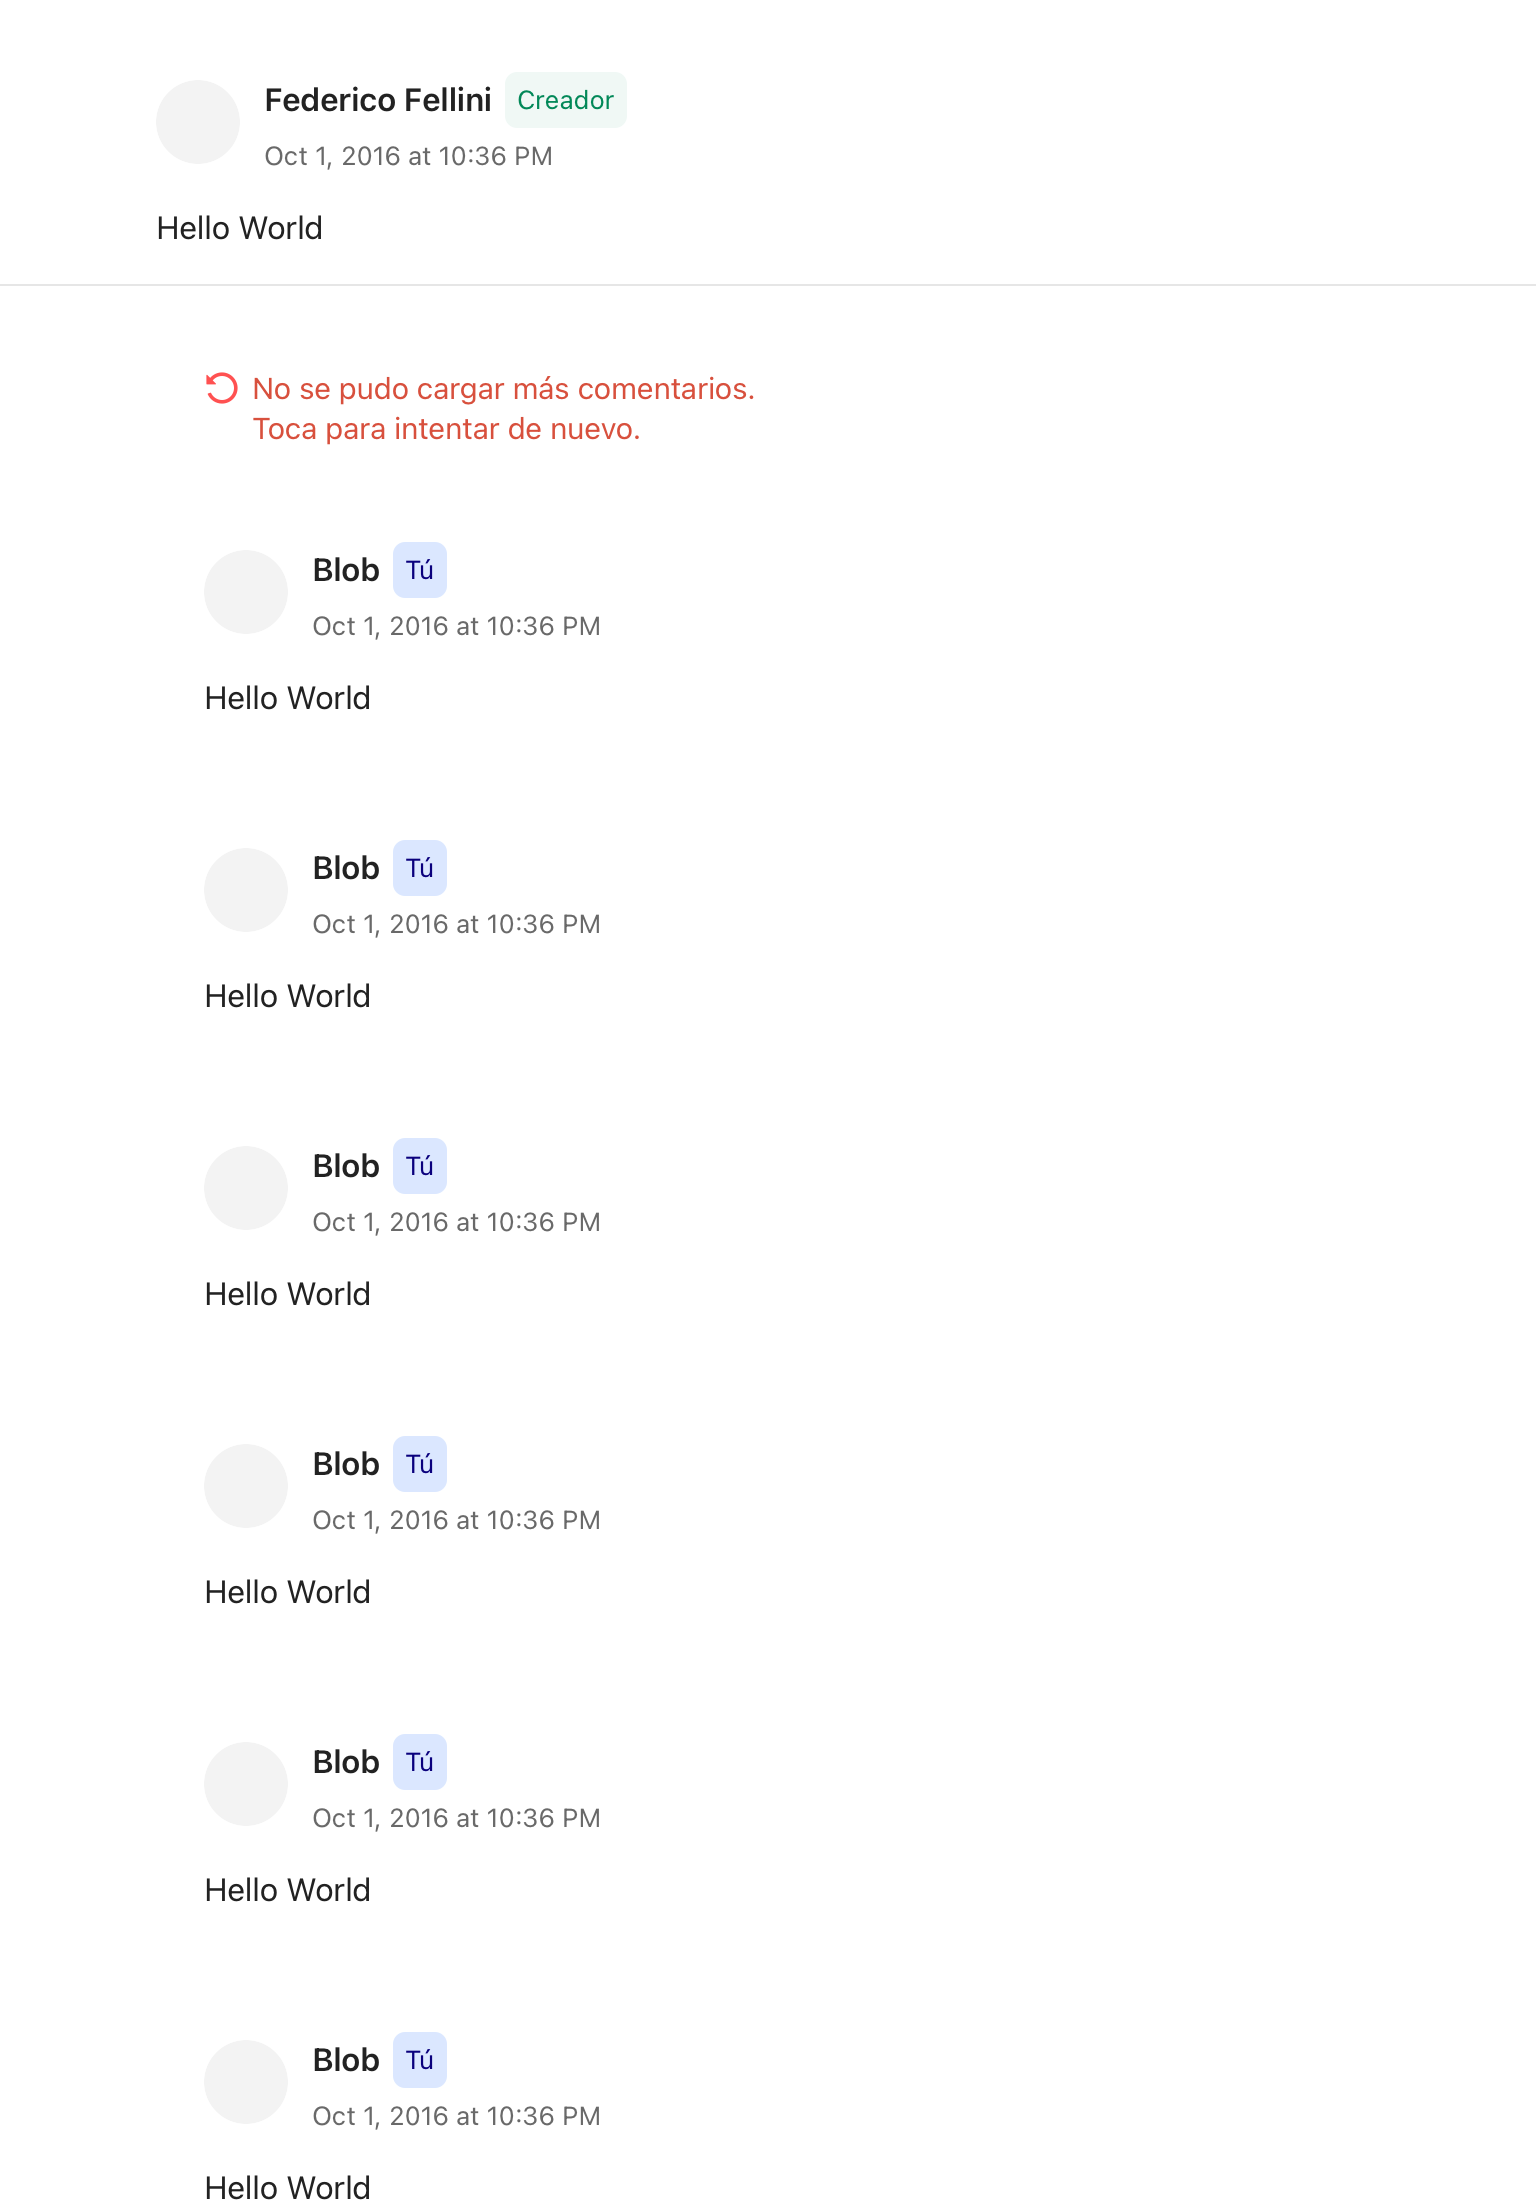 Federico Fellini Creador
Oct 1, 2016 at 10:36 PM
Hello World
No se pudo cargar más comentarios.
Toca para intentar de nuevo.
Blob Tú
Oct 1, 2016 at 10:36 PM
Hello World
Blob Tú
Oct 1, 2016 at 10:36 PM
Hello World
Blob Tú
Oct 1, 2016 at 10:36 PM
Hello World
Blob Tú
Oct 1, 2016 at 10:36 PM
Hello World
Blob Tú
Oct 1, 2016 at 10:36 PM
Hello World
Blob Tú
Oct 1, 2016 at 10:36 PM
Hello World